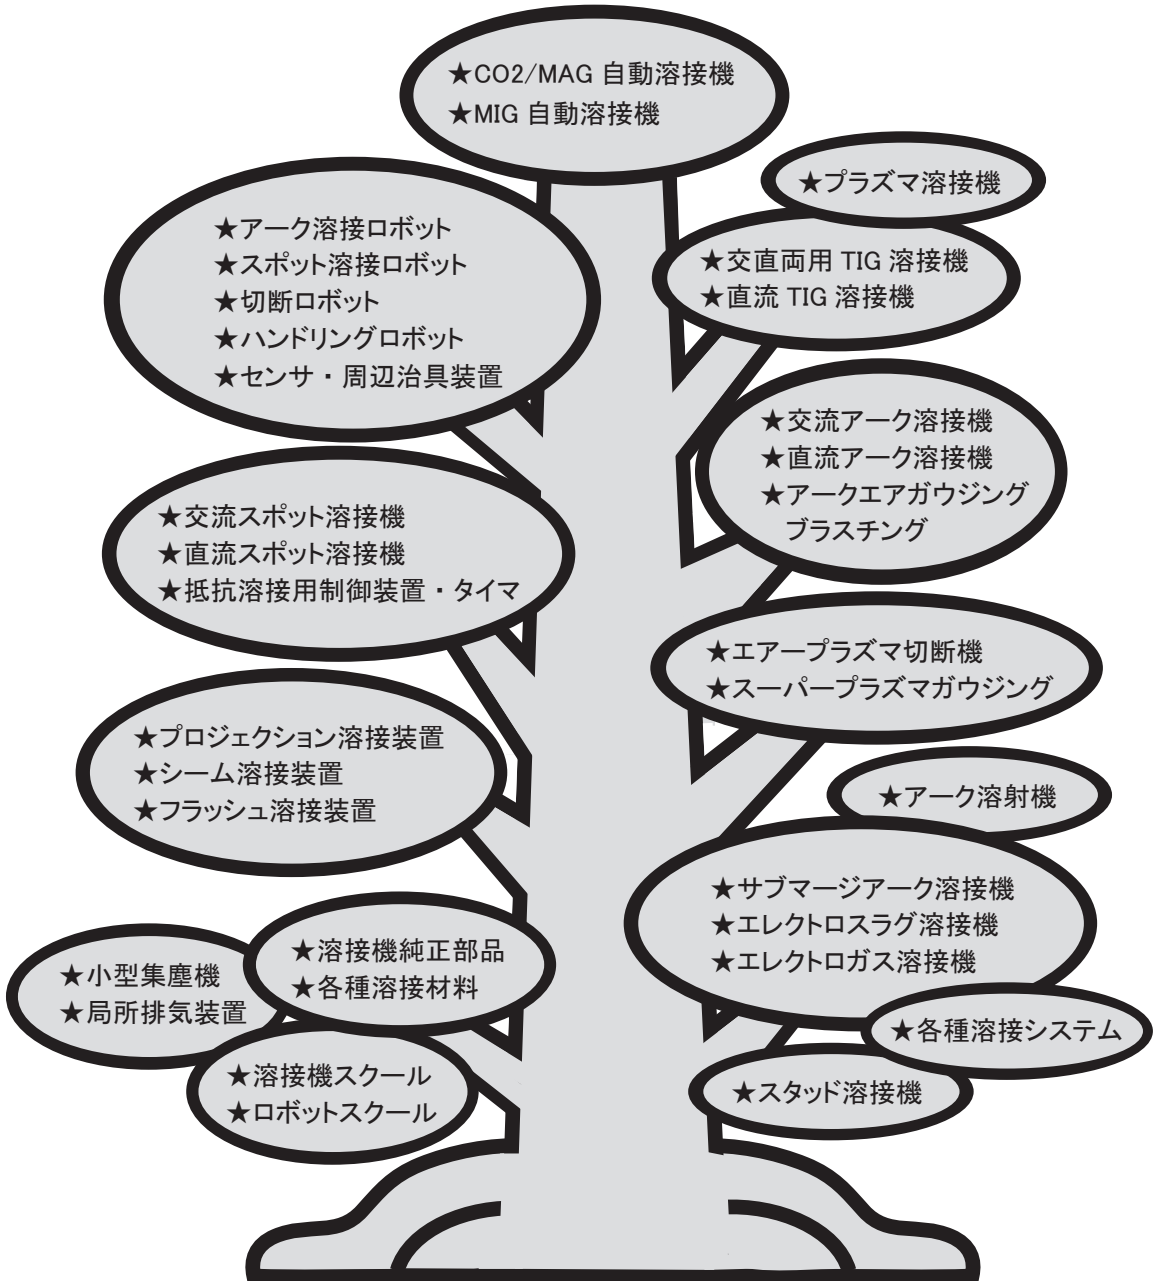 ★CO2/MAG 自動溶接機
★MIG 自動溶接機
★プラズマ溶接機
★アーク溶接ロボット
★スポット溶接ロボット
★切断ロボット
★ハンドリングロボット
★センサ・周辺治具装置
★交直両用 TIG 溶接機
★直流 TIG 溶接機
★交流アーク溶接機
★直流アーク溶接機
★アークエアガウジング
ブラスチング
★交流スポット溶接機
★直流スポット溶接機
★抵抗溶接用制御装置・タイマ
★エアープラズマ切断機
★スーパープラズマガウジング
★プロジェクション溶接装置
★シーム溶接装置
★フラッシュ溶接装置
★アーク溶射機
★サブマージアーク溶接機
★エレクトロスラグ溶接機
★エレクトロガス溶接機
★溶接機純正部品
★各種溶接材料
★小型集塵機
★局所排気装置
★各種溶接システム
★溶接機スクール
★ロボットスクール
★スタッド溶接機